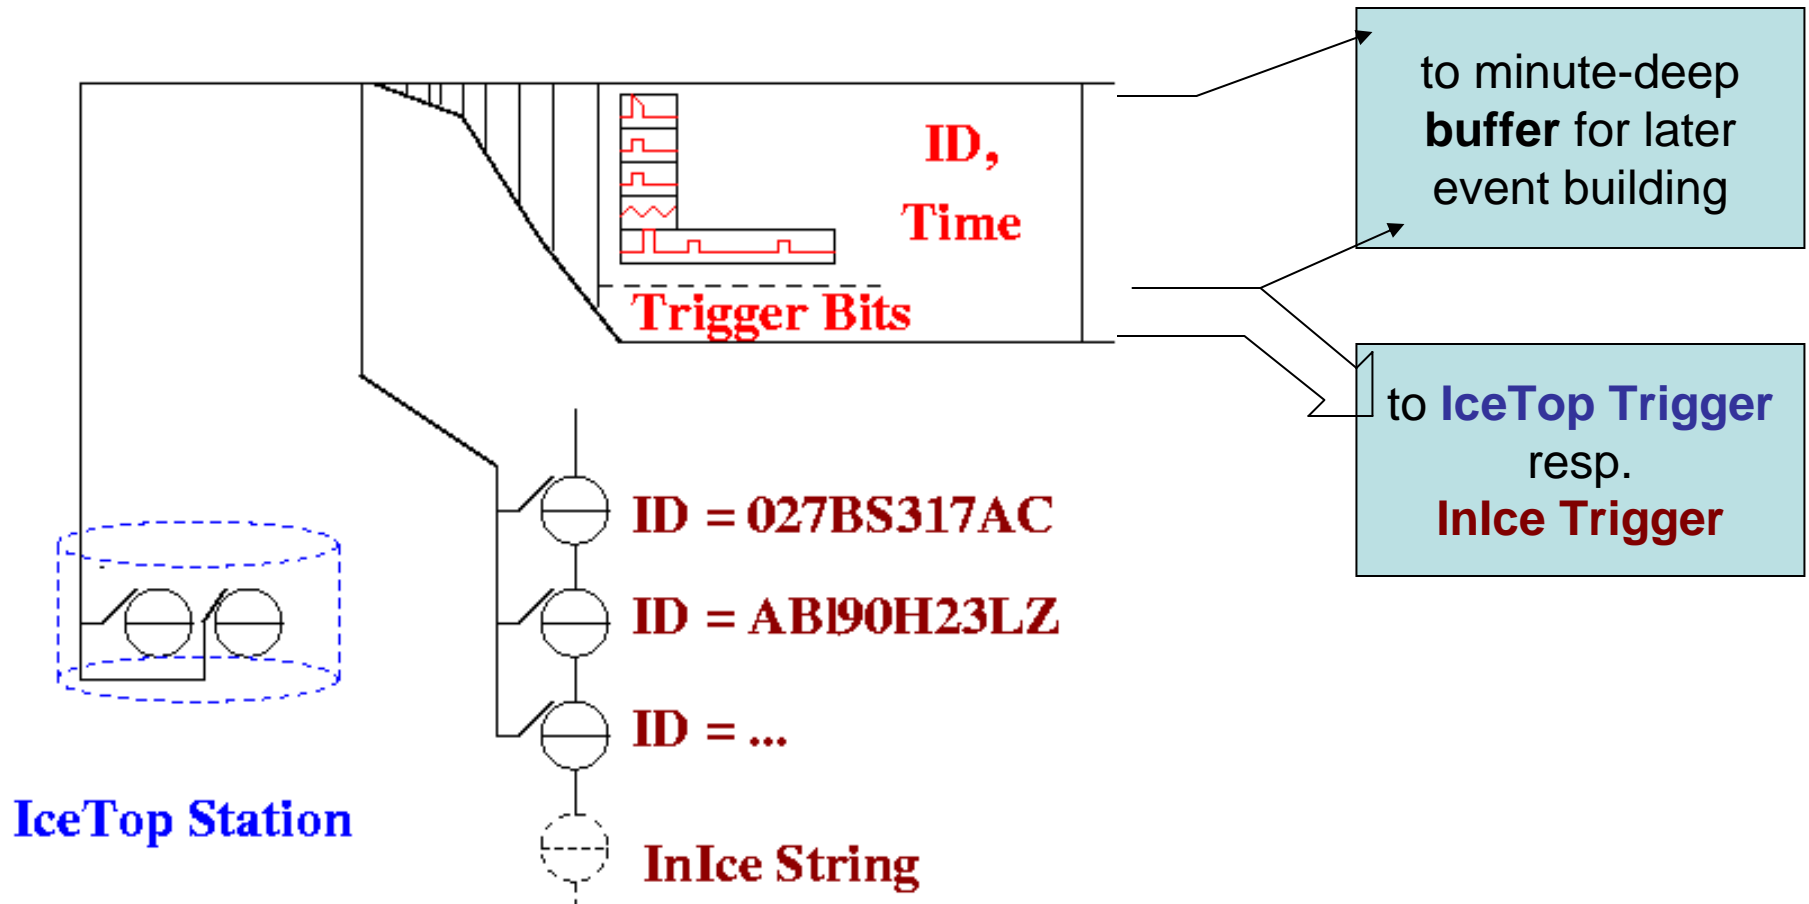 to minute-deep
buffer for later
event building
ID,
Time
Trigger Bits
to IceTop Trigger
resp.
InIce Trigger
ID = 027BS317AC
ID = ABl90H23LZ
ID = ...
IceTop Station
InIce String